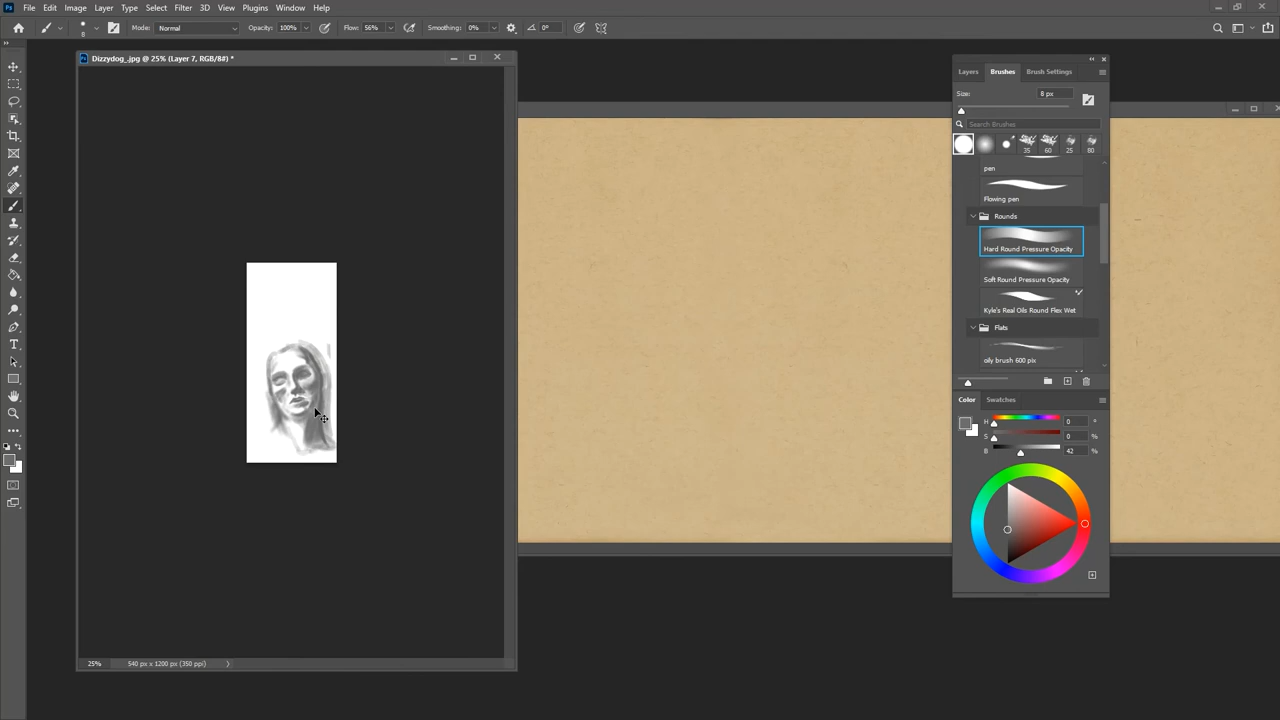 Ps File Edit Image Layer Type Select Filter 3D View Plugins Window Help
8 Mode: Normal Opacity: 100% Flow: 56% Smoothing: 0% 0°
Dizzydog_.jpg @ 25% (Layer 7, RGB/8#) *
Layers Brushes Brush Settings
Size: 8 px
Search Brushes
35 60 25 80
pen
Flowing pen
Rounds
Hard Round Pressure Opacity
Soft Round Pressure Opacity
Kyle's Real Oils Round Flex Wet
Flats
oily brush 600 pix
Color Swatches
H 0 °
S 0 %
B 42 %
25% 540 px x 1200 px (350 ppi)